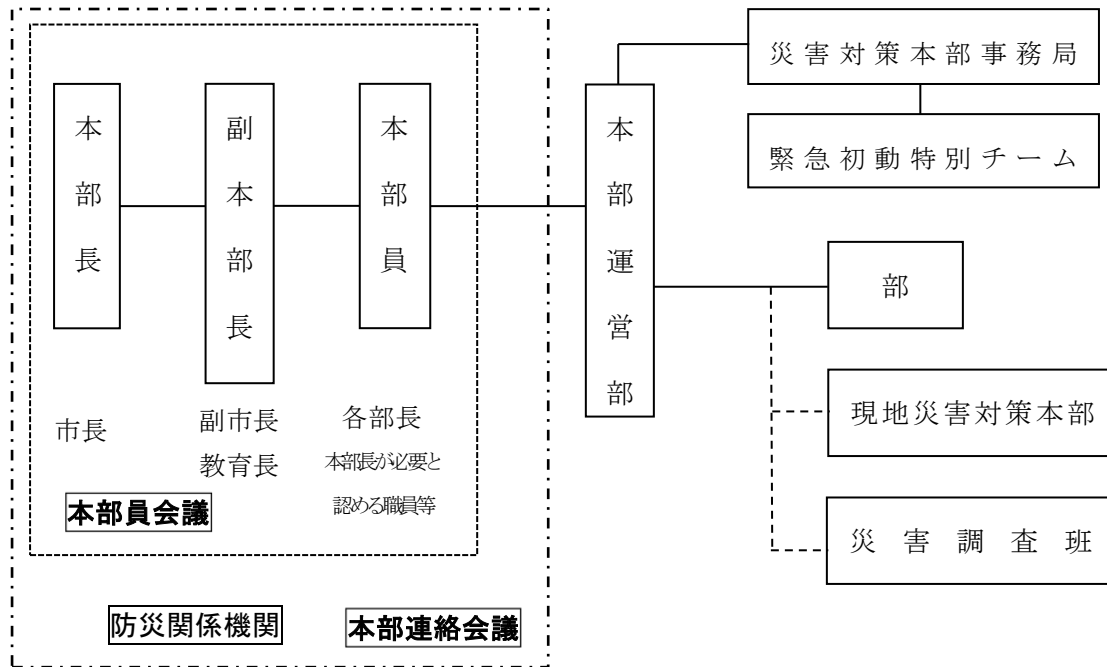 本部長
副本部長
本部員
市長
副市長
教育長
各部長
本部長が必要と
認める職員等
本部員会議
防災関係機関
本部連絡会議
本部運営部
災害対策本部事務局
緊急初動特別チーム
部
現地災害対策本部
災害調査班